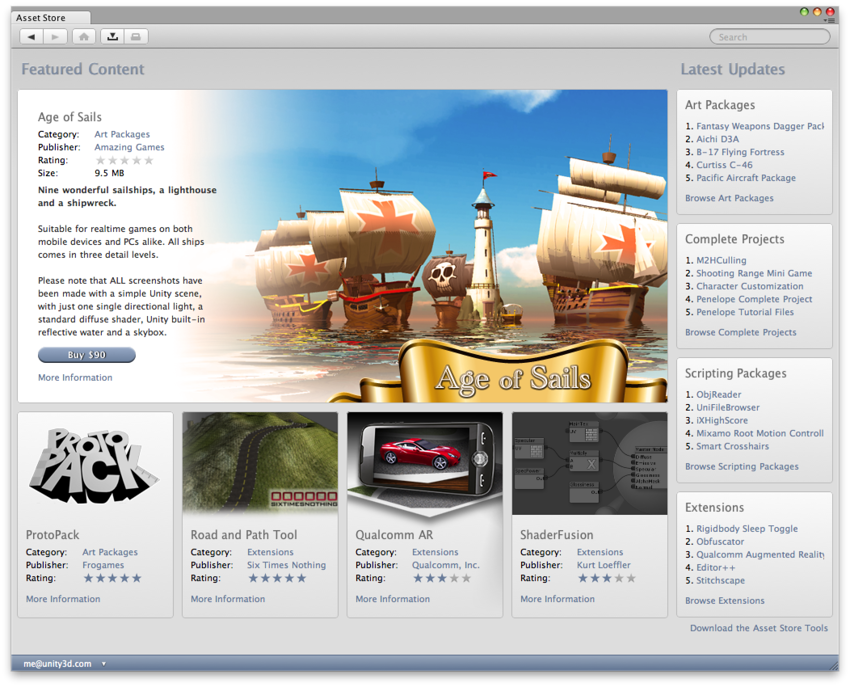 Asset Store
Search
Featured Content
Age of Sails
Category: Art Packages
Publisher: Amazing Games
Rating:
Size: 9.5 MB
Nine wonderful sailships, a lighthouse
and a shipwreck.
Suitable for realtime games on both
mobile devices and PCs alike. All ships
comes in three detail levels.
Please note that ALL screenshots have
been made with a simple Unity scene,
with just one single directional light, a
standard diffuse shader, Unity built-in
reflective water and a skybox.
Buy $90
More Information
Age of Sails
PROTO
PACK
ProtoPack
Category: Art Packages
Publisher: Frogames
Rating:
More Information
SIXTIMESNOTHING
Road and Path Tool
Category: Extensions
Publisher: Six Times Nothing
Rating:
More Information
Qualcomm AR
Category: Extensions
Publisher: Qualcomm, Inc.
Rating:
More Information
ShaderFusion
Category: Extensions
Publisher: Kurt Loeffler
Rating:
More Information
Latest Updates
Art Packages
1. Fantasy Weapons Dagger Pack
2. Aichi D3A
3. B-17 Flying Fortress
4. Curtiss C-46
5. Pacific Aircraft Package
Browse Art Packages
Complete Projects
1. M2HCulling
2. Shooting Range Mini Game
3. Character Customization
4. Penelope Complete Project
5. Penelope Tutorial Files
Browse Complete Projects
Scripting Packages
1. ObjReader
2. UniFileBrowser
3. iXHighScore
4. Mixamo Root Motion Controll
5. Smart Crosshairs
Browse Scripting Packages
Extensions
1. Rigidbody Sleep Toggle
2. Obfuscator
3. Qualcomm Augmented Reality
4. Editor++
5. Stitchscape
Browse Extensions
Download the Asset Store Tools
me@unity3d.com